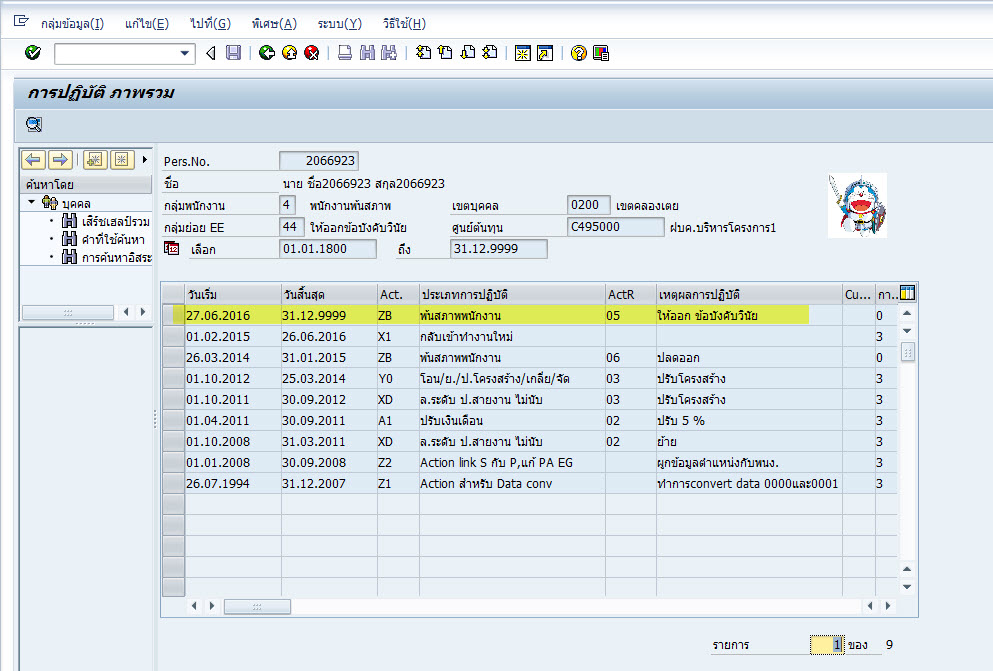 กลุ่มข้อมูล(I) แก้ไข(E) ไปที่(G) พิเศษ(A) ระบบ(Y) วิธีใช้(H)
การปฏิบัติ ภาพรวม
ค้นหาโดย
บุคคล
เสิร์ชเฮลป์รวม
คำที่ใช้ค้นหา
การค้นหาอิสระ
Pers.No. 2066923
ชื่อ นาย ชื่อ2066923 สกุล2066923
กลุ่มพนักงาน 4 พนักงานพ้นสภาพ เขตบุคคล 0200 เขตคลองเตย
กลุ่มย่อย EE 44 ให้ออกข้อบังคับวินัย ศูนย์ต้นทุน C495000 ฝบค.บริหารโครงการ1
เลือก 01.01.1800 ถึง 31.12.9999
วันเริ่ม วันสิ้นสุด Act. ประเภทการปฏิบัติ ActR เหตุผลการปฏิบัติ Cu... กา...
27.06.2016 31.12.9999 ZB พ้นสภาพพนักงาน 05 ให้ออก ข้อบังคับวินัย 0
01.02.2015 26.06.2016 X1 กลับเข้าทำงานใหม่ 3
26.03.2014 31.01.2015 ZB พ้นสภาพพนักงาน 06 ปลดออก 0
01.10.2012 25.03.2014 Y0 โอน/ย./ป.โครงสร้าง/เกลี่ย/จัด 03 ปรับโครงสร้าง 3
01.10.2011 30.09.2012 XD ล.ระดับ ป.สายงาน ไม่นับ 03 ปรับโครงสร้าง 3
01.04.2011 30.09.2011 A1 ปรับเงินเดือน 02 ปรับ 5 % 3
01.10.2008 31.03.2011 XD ล.ระดับ ป.สายงาน ไม่นับ 02 ย้าย 3
01.01.2008 30.09.2008 Z2 Action link S กับ P,แก้ PA EG ผูกข้อมูลตำแหน่งกับพนง. 3
26.07.1994 31.12.2007 Z1 Action สำหรับ Data conv ทำการconvert data 0000และ0001 3
รายการ 1 ของ 9